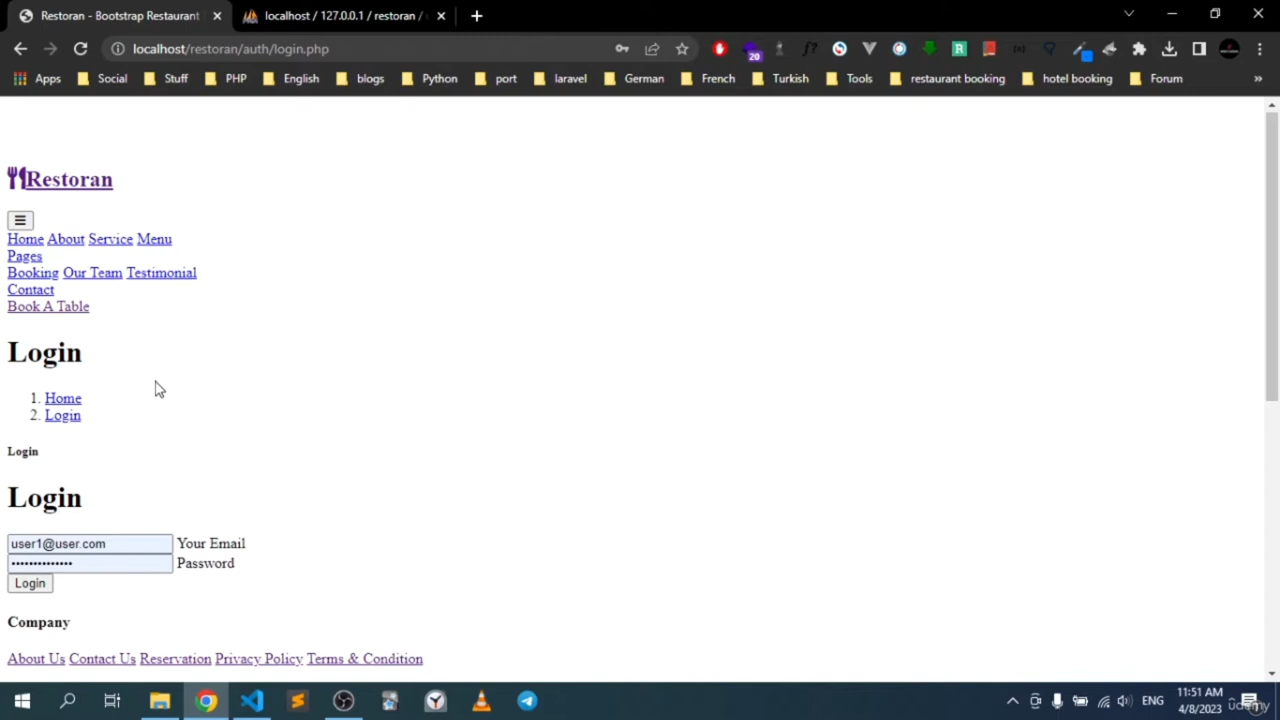 Restoran - Bootstrap Restaurant
localhost / 127.0.0.1 / restoran /
localhost/restoran/auth/login.php
20
Apps Social Stuff PHP English blogs Python port laravel German French Turkish Tools restaurant booking hotel booking Forum »
Restoran
Home About Service Menu
Pages
Booking Our Team Testimonial
Contact
Book A Table
Login
1. Home
2. Login
Login
Login
user1@user.com Your Email
•••••••••••••• Password
Login
Company
About Us Contact Us Reservation Privacy Policy Terms & Condition
ENG
11:51 AM
4/8/2023
udemy